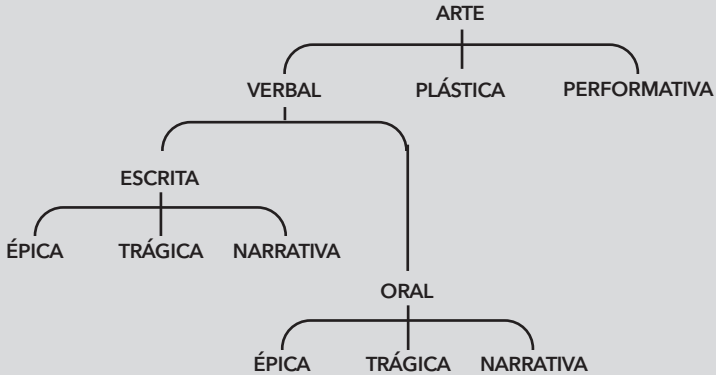 ARTE
VERBAL PLÁSTICA PERFORMATIVA
ESCRITA
ÉPICA TRÁGICA NARRATIVA
ORAL
ÉPICA TRÁGICA NARRATIVA